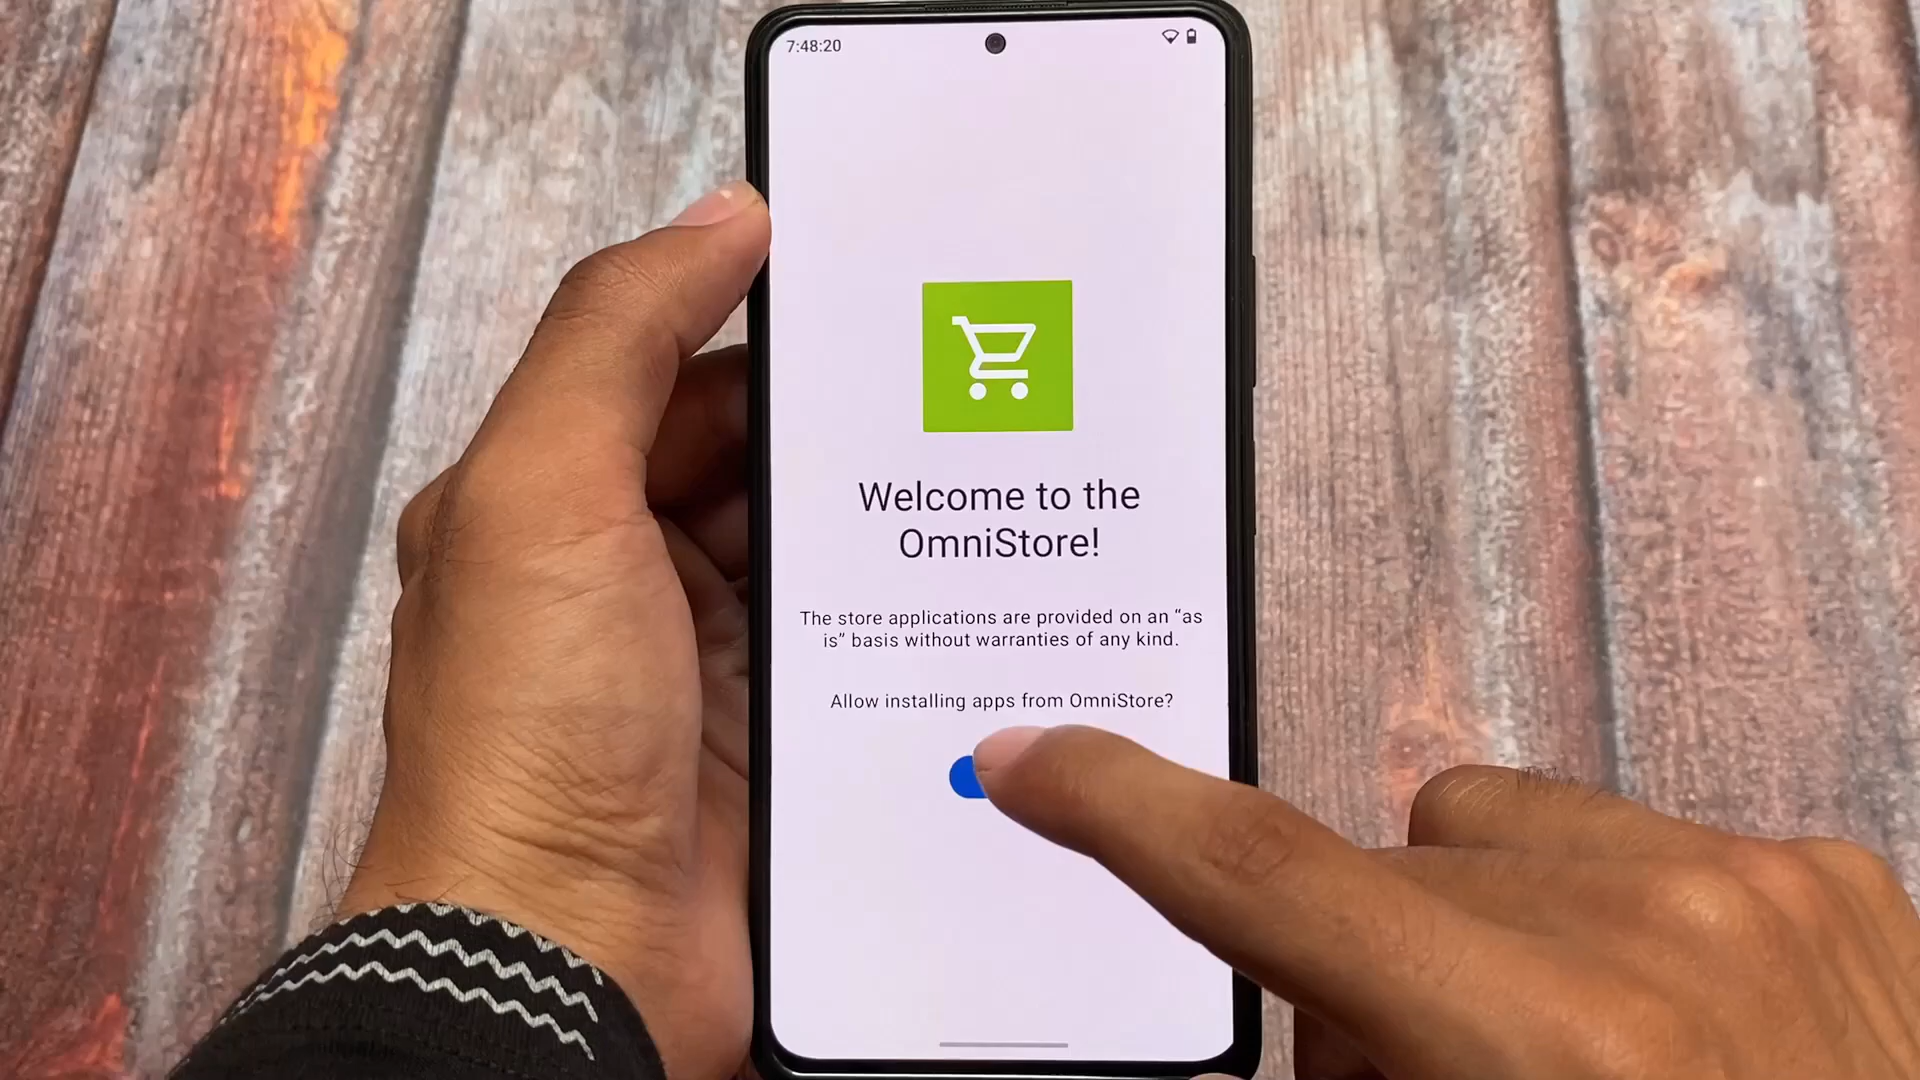 7:48:20
Welcome to the
OmniStore!
The store applications are provided on an “as
is” basis without warranties of any kind.
Allow installing apps from OmniStore?